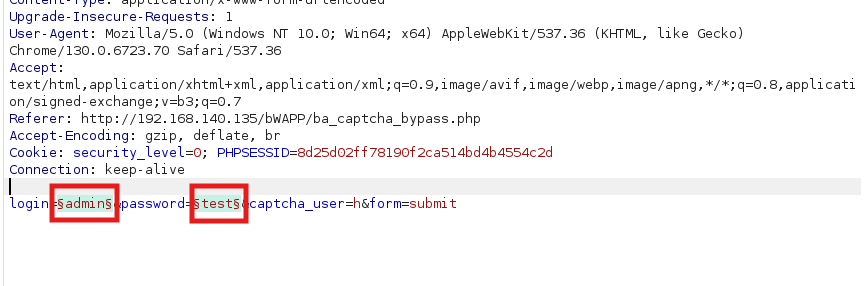 Content-Type: application/x-www-form-urlencoded
Upgrade-Insecure-Requests: 1
User-Agent: Mozilla/5.0 (Windows NT 10.0; Win64; x64) AppleWebKit/537.36 (KHTML, like Gecko)
Chrome/130.0.6723.70 Safari/537.36
Accept:
text/html,application/xhtml+xml,application/xml;q=0.9,image/avif,image/webp,image/apng,*/*;q=0.8,applicati
on/signed-exchange;v=b3;q=0.7
Referer: http://192.168.140.135/bWAPP/ba_captcha_bypass.php
Accept-Encoding: gzip, deflate, br
Cookie: security_level=0; PHPSESSID=8d25d02ff78190f2ca514bd4b4554c2d
Connection: keep-alive
login=§admin§&password=§test§&captcha_user=h&form=submit